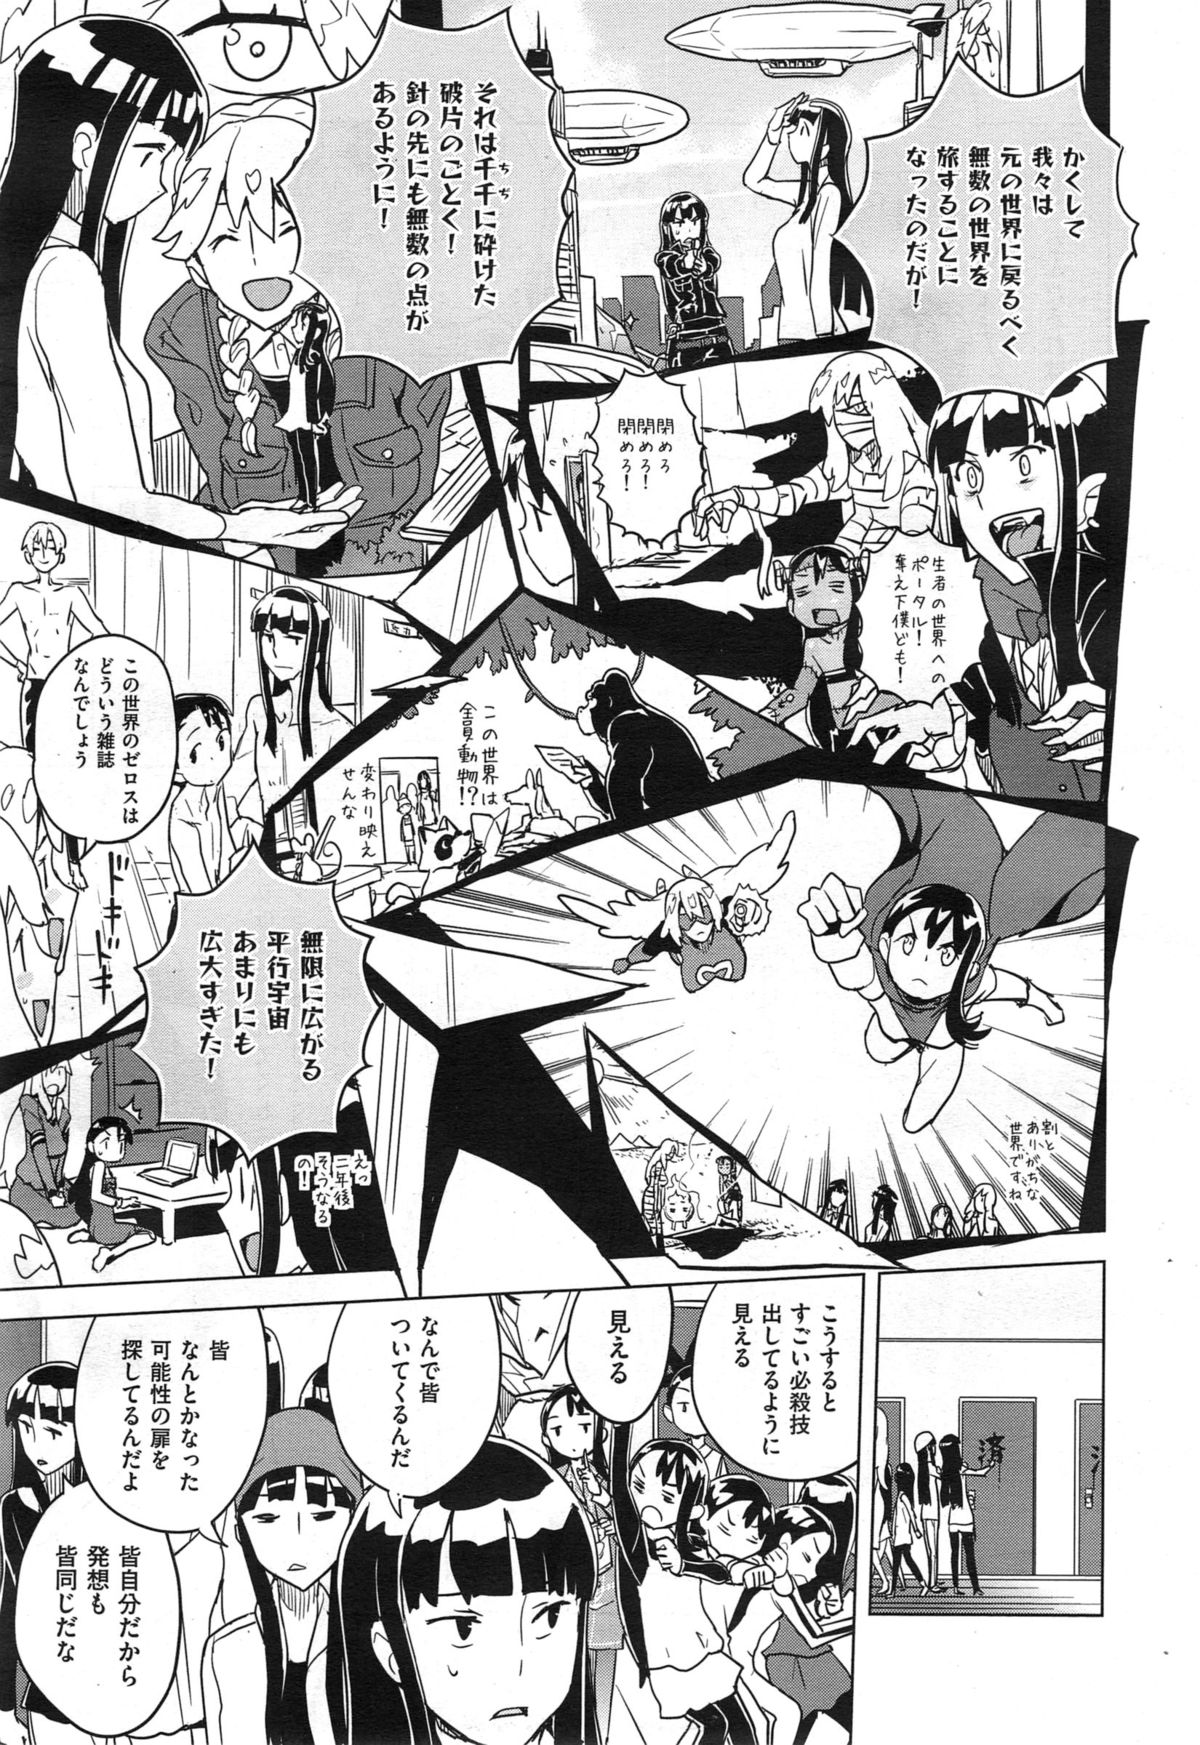 かくして
我々は
元の世界に戻るべく
無数の世界を
旅することに
なったのだが！
それは千千に砕けた
ちぢ
破片のごとく！
針の先にも無数の点が
あるように！
閉めろ
閉めろ！
閉めろ！
生者の世界への
ポータル！
奪え下僕ども！
この世界は
全員動物！？
変わり映え
せんな
この世界のゼロスは
どういう雑誌
なんでしょう
ドキドキ
割と
ありがちな
世界ですね
無限に広がる
平行宇宙
あまりにも
広大すぎた！
えっ
二年後
そうなる
の！
済
こうすると
すごい必殺技
出してるように
見える
見える
なんで皆
ついてくるんだ
皆
なんとかなった
可能性の扉を
探してるんだよ
皆自分だから
発想も
皆同じだな